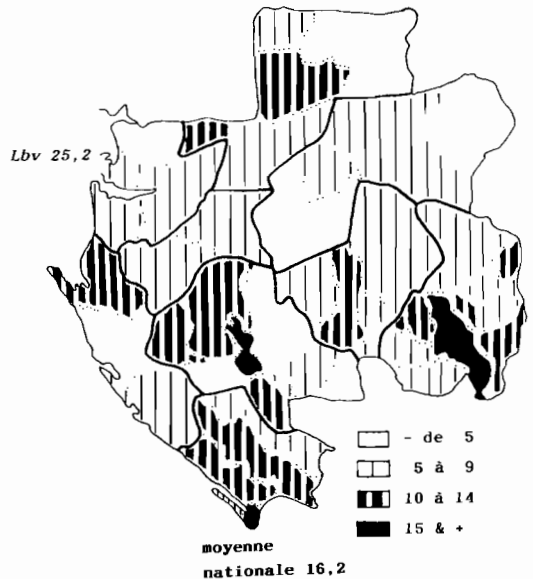 Lbv 25,2
- de 5
5 à 9
10 à 14
15 & +
moyenne
nationale 16,2